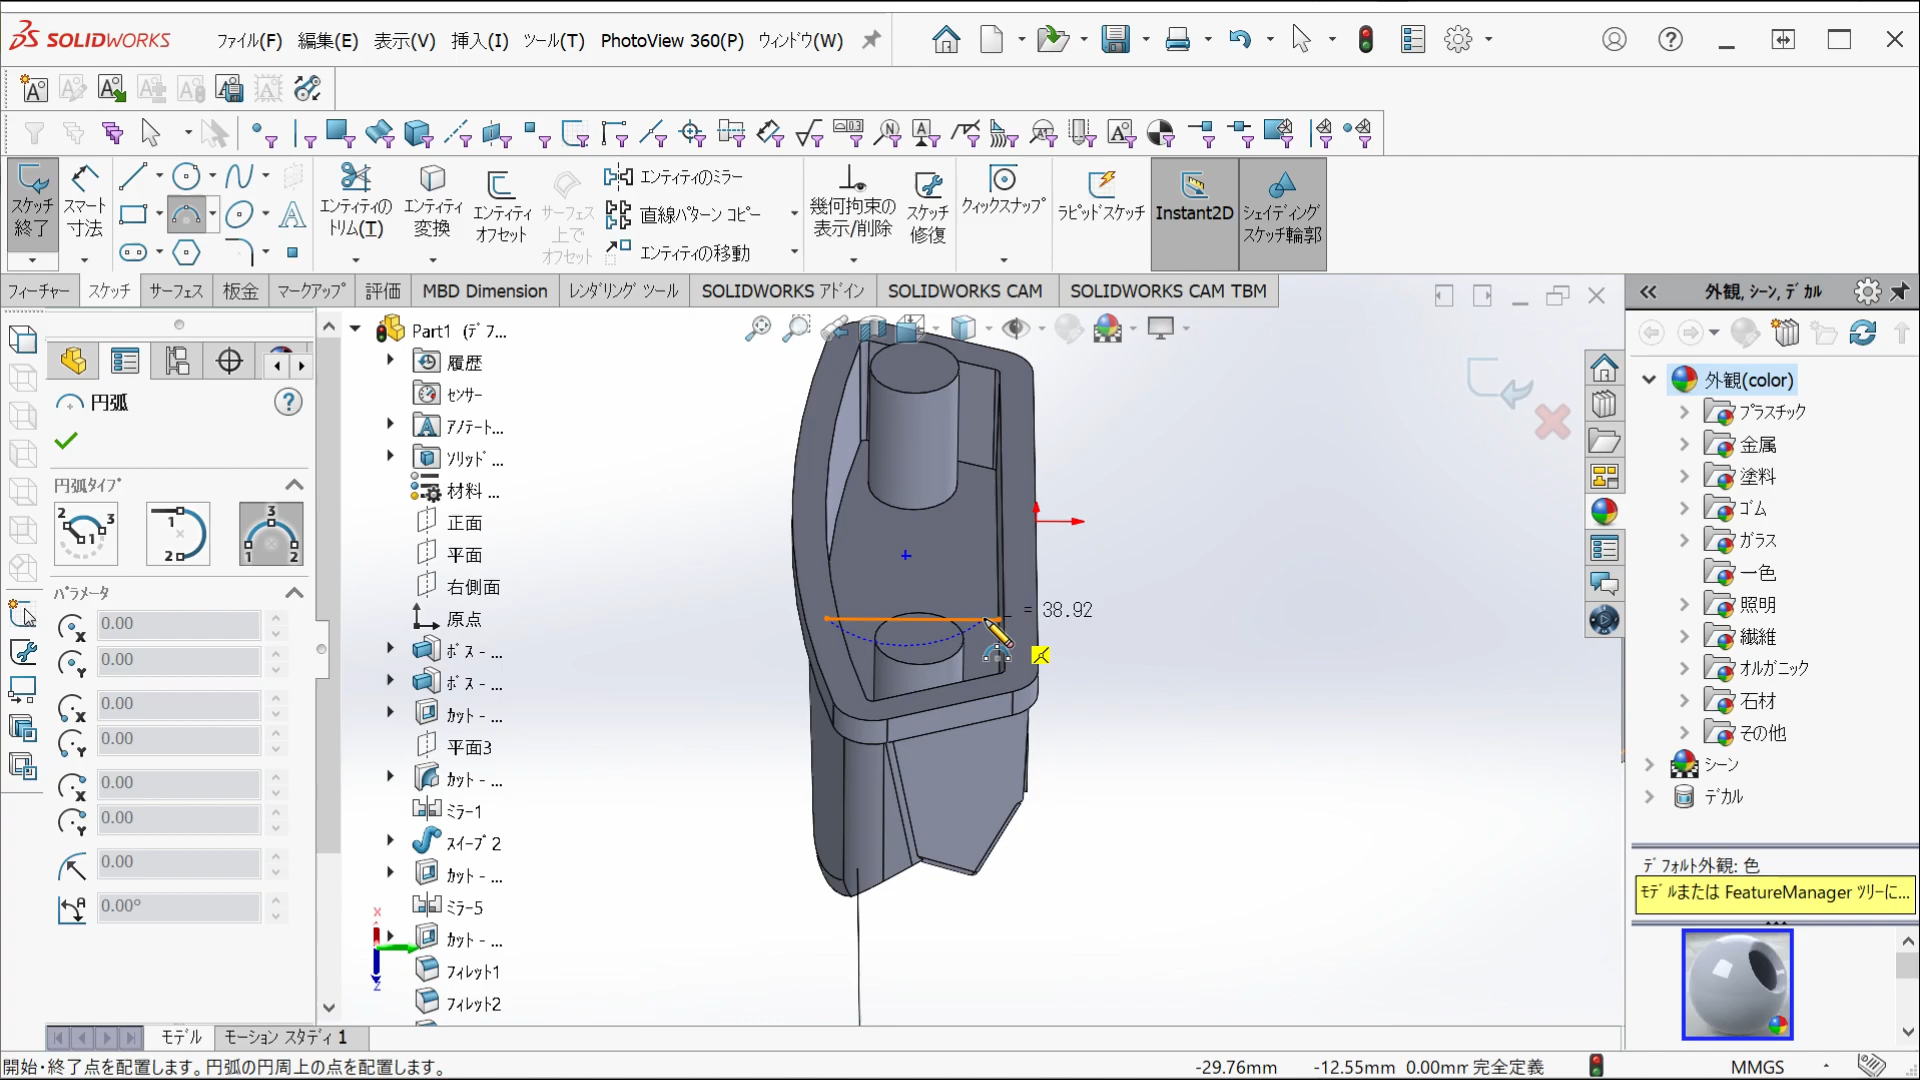 SOLIDWORKS ファイル(F) 編集(E) 表示(V) 挿入(I) ツール(T) PhotoView 360(P) ウィンドウ(W)
スケッチ終了
スマート寸法
エンティティのトリム(T)
エンティティ変換
エンティティオフセット
サーフェス上でオフセット
エンティティのミラー
直線パターン コピー
エンティティの移動
幾何拘束の表示/削除
スケッチ修復
クィックスナップ
ラピッドスケッチ
Instant2D
シェイディングスケッチ輪郭
フィーチャー スケッチ サーフェス 板金 マークアップ 評価 MBD Dimension レンダリング ツール SOLIDWORKS アドイン SOLIDWORKS CAM SOLIDWORKS CAM TBM
円弧
円弧タイプ
パラメータ
0.00
0.00
0.00
0.00
0.00
0.00
0.00
0.00°
Part1 (デフ...
履歴
センサー
アノテート...
ソリッド...
材料 ...
正面
平面
右側面
原点
ボス - ...
ボス - ...
カット - ...
平面3
カット - ...
ミラー1
スイープ2
カット - ...
ミラー5
カット - ...
フィレット1
フィレット2
= 38.92
外観, シーン, デカル
外観(color)
プラスチック
金属
塗料
ゴム
ガラス
一色
照明
繊維
オルガニック
石材
その他
シーン
デカル
デフォルト外観: 色
モデルまたは FeatureManager ツリーに...
モデル モーション スタディ 1
開始・終了点を配置します。円弧の円周上の点を配置します。 -29.76mm -12.55mm 0.00mm 完全定義 MMGS